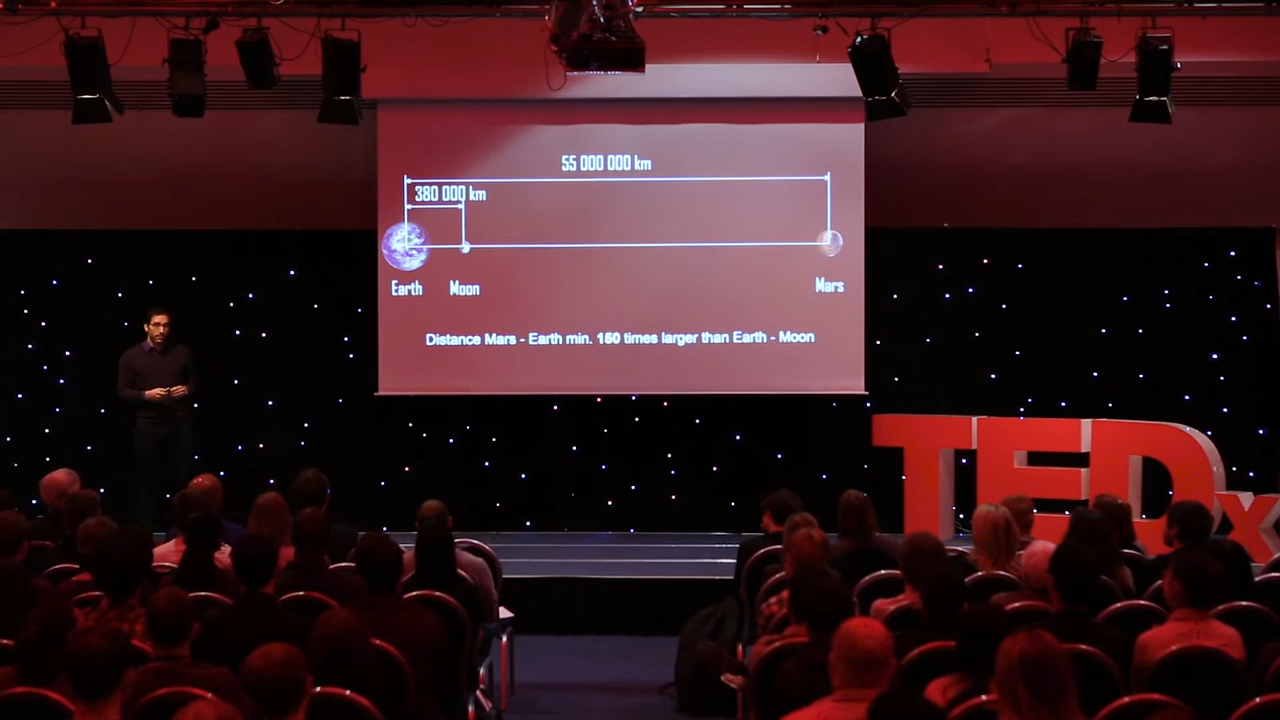 55 000 000 km
380 000 km
Earth
Moon
Mars
Distance Mars - Earth min. 150 times larger than Earth - Moon
TEDx